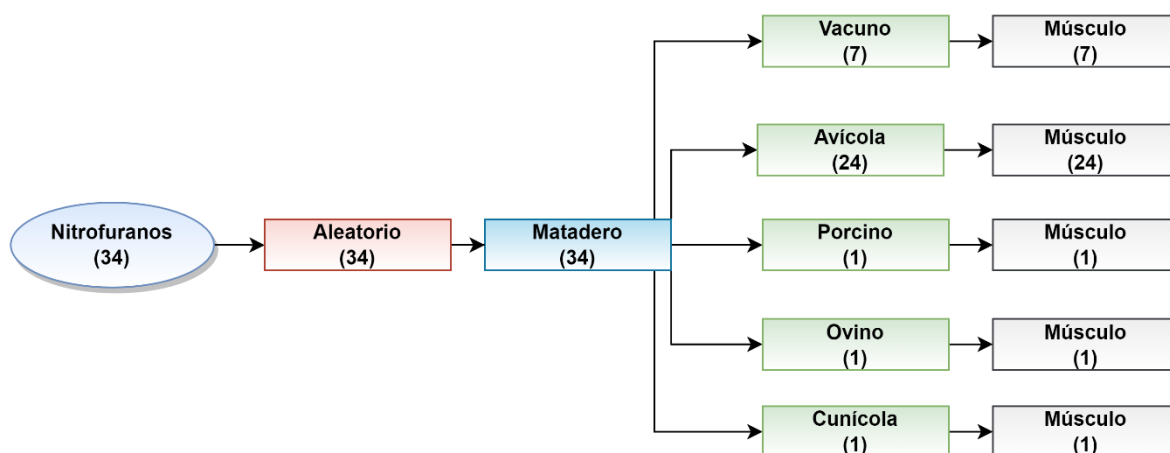 Nitrofuranos
(34)
Aleatorio
(34)
Matadero
(34)
Vacuno
(7)
Músculo
(7)
Avícola
(24)
Músculo
(24)
Porcino
(1)
Músculo
(1)
Ovino
(1)
Músculo
(1)
Cunícola
(1)
Músculo
(1)